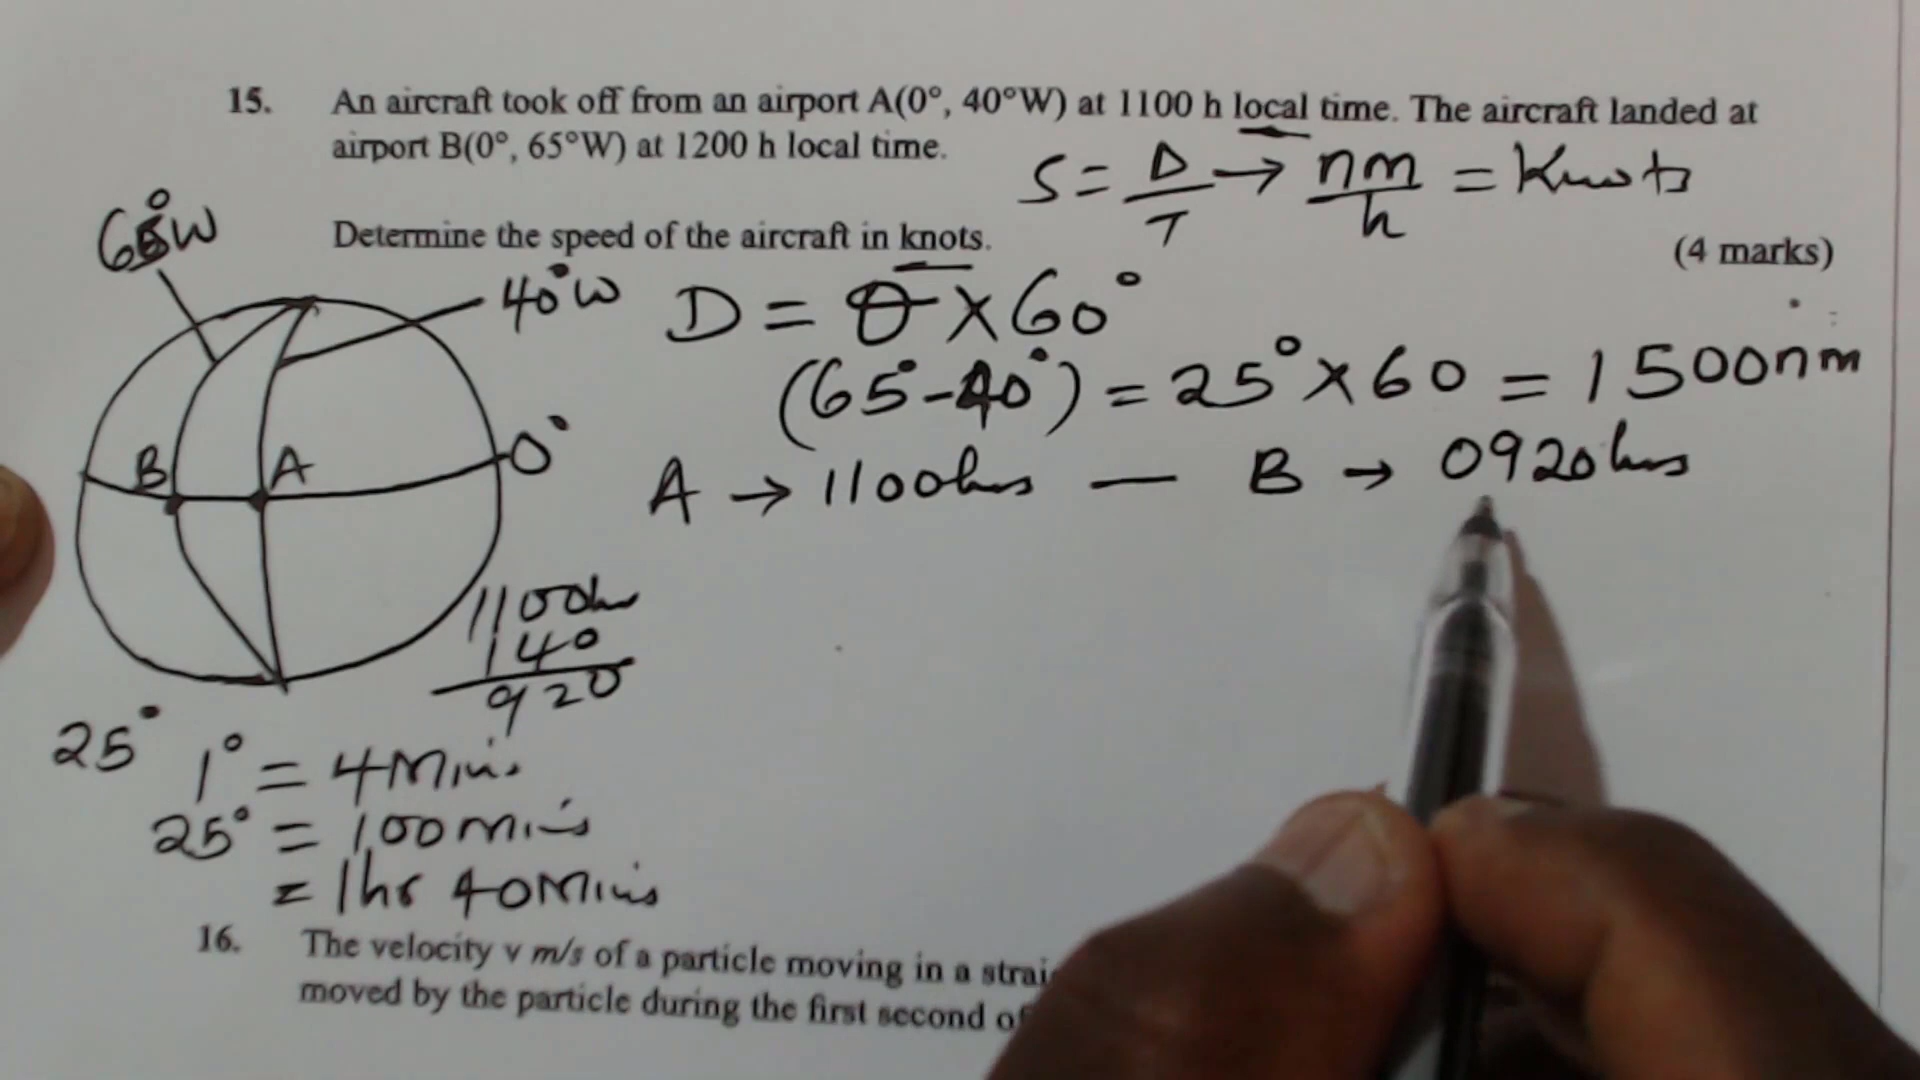 15. An aircraft took off from an airport A(0°, 40°W) at 1100 h local time. The aircraft landed at
airport B(0°, 65°W) at 1200 h local time.
S = D/T → nm/h = Knots
Determine the speed of the aircraft in knots.
(4 marks)
65°W
40°W
D = θ × 60°
(65° - 40°) = 25° × 60 = 1500nm
B A 0°
A → 1100hrs — B → 0920hrs
1100hrs
140
920
25° 1° = 4Mins
25° = 100Mins
= 1hr 40Mins
16. The velocity v m/s of a particle moving in a
moved by the particle during the first second